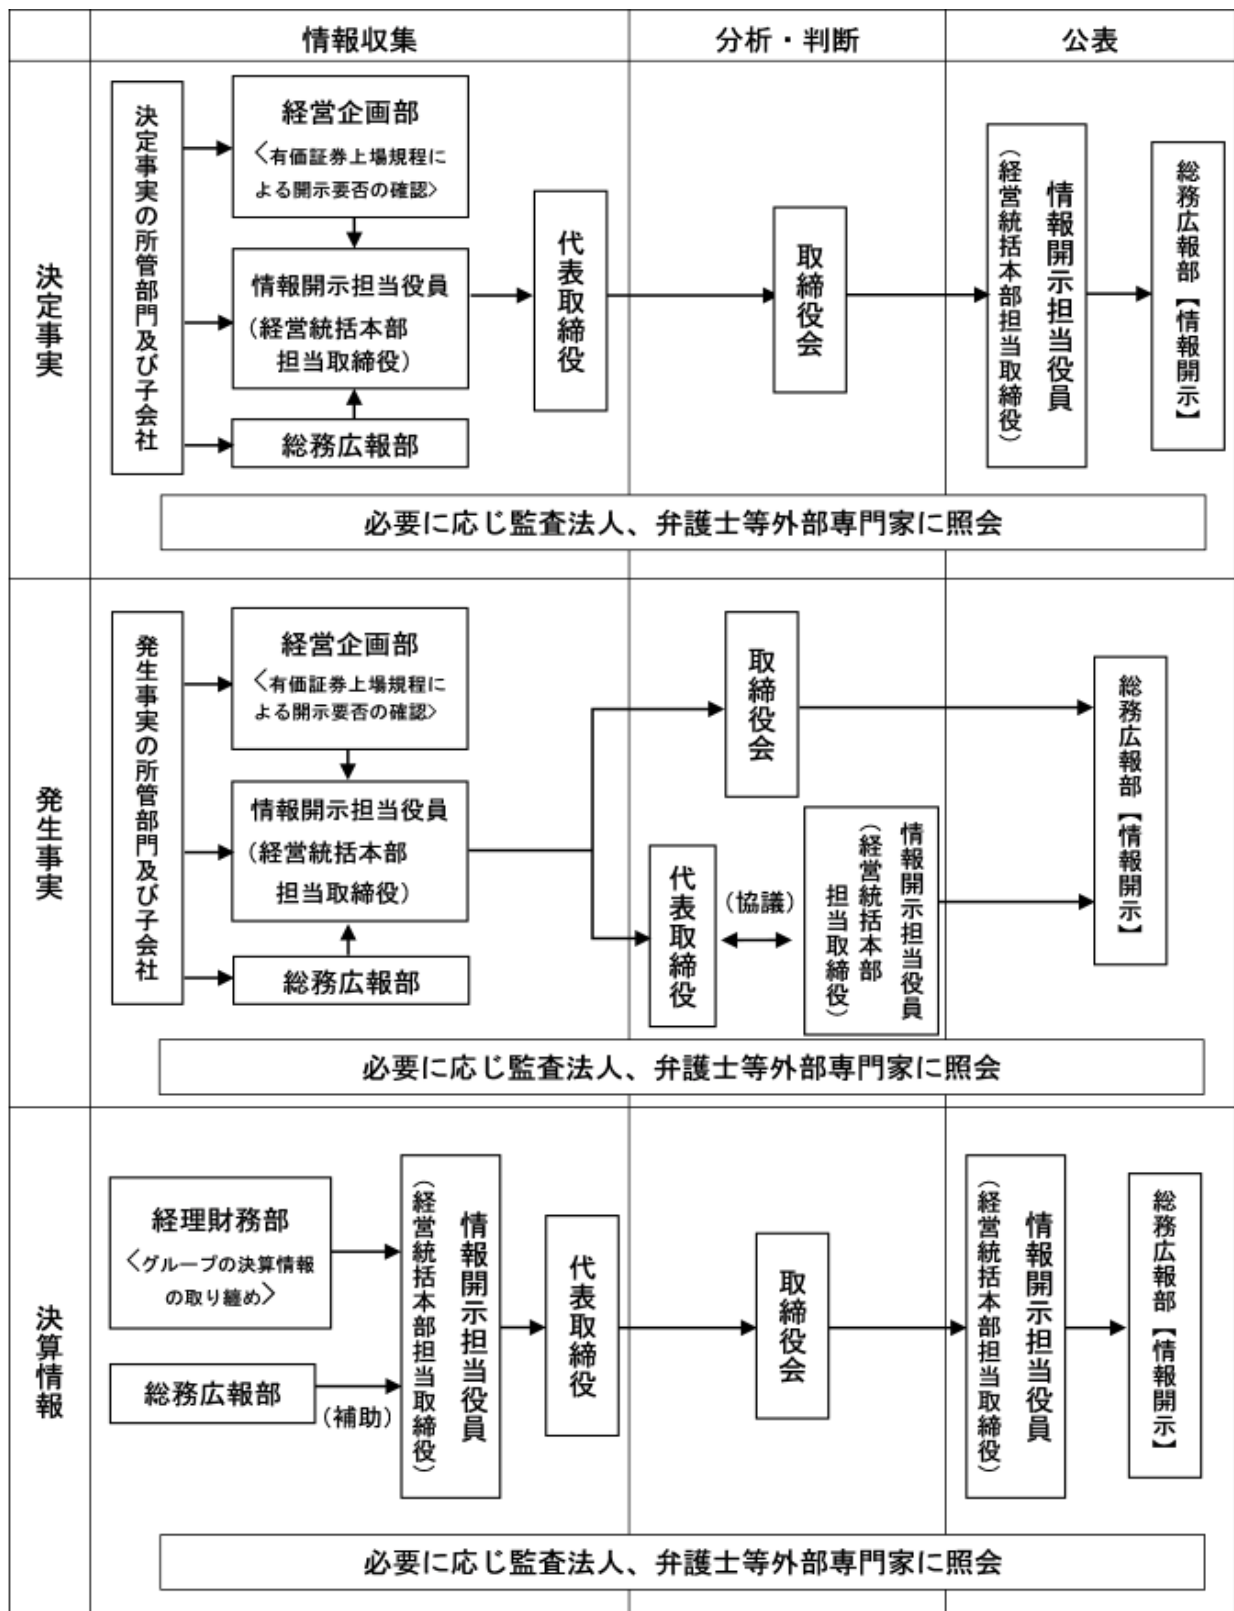 情報収集
分析・判断
公表
決定事実
決定事実の所管部門及び子会社
経営企画部
<有価証券上場規程に
よる開示要否の確認>
情報開示担当役員
(経営統括本部
担当取締役)
総務広報部
代表取締役
取締役会
情報開示担当役員
(経営統括本部担当取締役)
総務広報部【情報開示】
必要に応じ監査法人、弁護士等外部専門家に照会
発生事実
発生事実の所管部門及び子会社
経営企画部
<有価証券上場規程に
よる開示要否の確認>
情報開示担当役員
(経営統括本部
担当取締役)
総務広報部
取締役会
代表取締役
(協議)
情報開示担当役員
(経営統括本部
担当取締役)
総務広報部【情報開示】
必要に応じ監査法人、弁護士等外部専門家に照会
決算情報
経理財務部
<グループの決算情報
の取り纏め>
総務広報部
(補助)
情報開示担当役員
(経営統括本部担当取締役)
代表取締役
取締役会
情報開示担当役員
(経営統括本部担当取締役)
総務広報部【情報開示】
必要に応じ監査法人、弁護士等外部専門家に照会